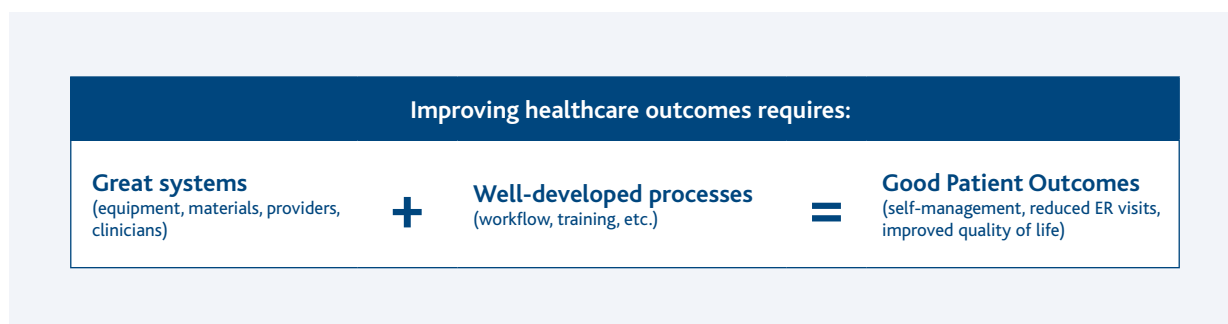 Improving healthcare outcomes requires:
Great systems
(equipment, materials, providers,
clinicians)
+
Well-developed processes
(workflow, training, etc.)
=
Good Patient Outcomes
(self-management, reduced ER visits,
improved quality of life)